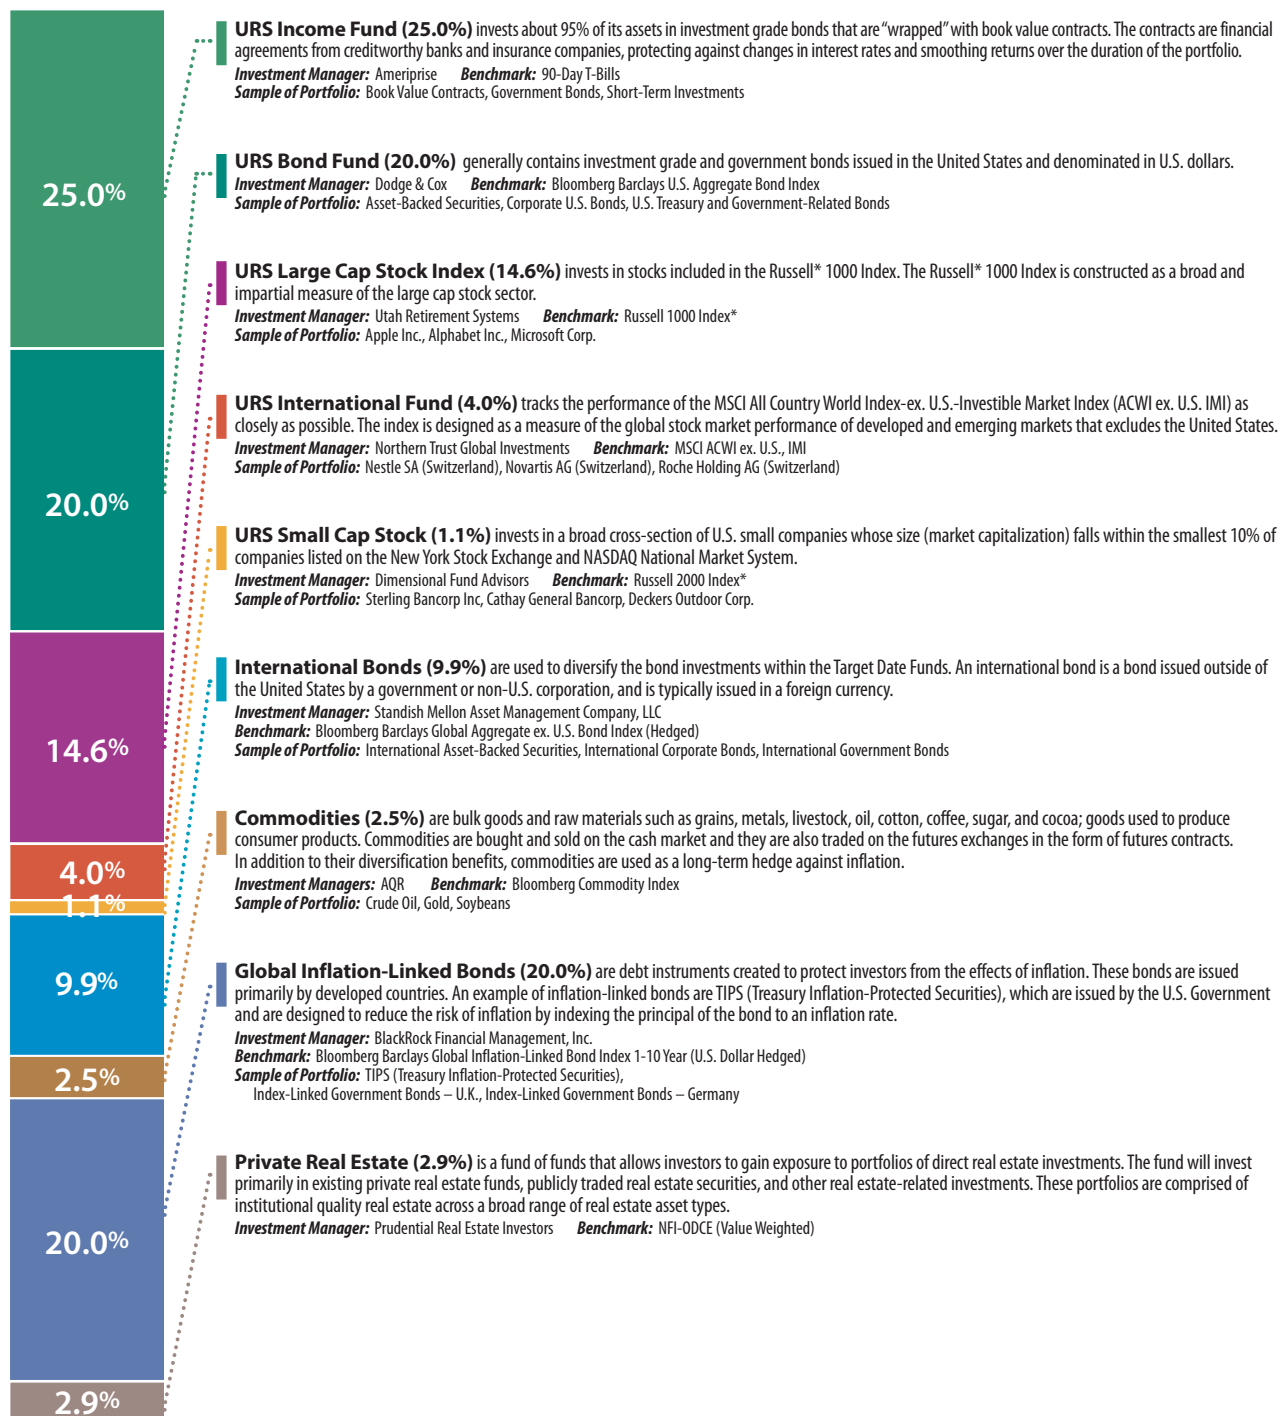 URS Income Fund (25.0%) invests about 95% of its assets in investment grade bonds that are “wrapped” with book value contracts. The contracts are financial
agreements from creditworthy banks and insurance companies, protecting against changes in interest rates and smoothing returns over the duration of the portfolio.
Investment Manager: Ameriprise Benchmark: 90-Day T-Bills
Sample of Portfolio: Book Value Contracts, Government Bonds, Short-Term Investments
URS Bond Fund (20.0%) generally contains investment grade and government bonds issued in the United States and denominated in U.S. dollars.
Investment Manager: Dodge & Cox Benchmark: Bloomberg Barclays U.S. Aggregate Bond Index
Sample of Portfolio: Asset-Backed Securities, Corporate U.S. Bonds, U.S. Treasury and Government-Related Bonds
URS Large Cap Stock Index (14.6%) invests in stocks included in the Russell* 1000 Index. The Russell* 1000 Index is constructed as a broad and
impartial measure of the large cap stock sector.
Investment Manager: Utah Retirement Systems Benchmark: Russell 1000 Index*
Sample of Portfolio: Apple Inc., Alphabet Inc., Microsoft Corp.
URS International Fund (4.0%) tracks the performance of the MSCI All Country World Index-ex. U.S.-Investible Market Index (ACWI ex. U.S. IMI) as
closely as possible. The index is designed as a measure of the global stock market performance of developed and emerging markets that excludes the United States.
Investment Manager: Northern Trust Global Investments Benchmark: MSCI ACWI ex. U.S., IMI
Sample of Portfolio: Nestle SA (Switzerland), Novartis AG (Switzerland), Roche Holding AG (Switzerland)
URS Small Cap Stock (1.1%) invests in a broad cross-section of U.S. small companies whose size (market capitalization) falls within the smallest 10% of
companies listed on the New York Stock Exchange and NASDAQ National Market System.
Investment Manager: Dimensional Fund Advisors Benchmark: Russell 2000 Index*
Sample of Portfolio: Sterling Bancorp Inc, Cathay General Bancorp, Deckers Outdoor Corp.
International Bonds (9.9%) are used to diversify the bond investments within the Target Date Funds. An international bond is a bond issued outside of
the United States by a government or non-U.S. corporation, and is typically issued in a foreign currency.
Investment Manager: Standish Mellon Asset Management Company, LLC
Benchmark: Bloomberg Barclays Global Aggregate ex. U.S. Bond Index (Hedged)
Sample of Portfolio: International Asset-Backed Securities, International Corporate Bonds, International Government Bonds
Commodities (2.5%) are bulk goods and raw materials such as grains, metals, livestock, oil, cotton, coffee, sugar, and cocoa; goods used to produce
consumer products. Commodities are bought and sold on the cash market and they are also traded on the futures exchanges in the form of futures contracts.
In addition to their diversification benefits, commodities are used as a long-term hedge against inflation.
Investment Managers: AQR Benchmark: Bloomberg Commodity Index
Sample of Portfolio: Crude Oil, Gold, Soybeans
Global Inflation-Linked Bonds (20.0%) are debt instruments created to protect investors from the effects of inflation. These bonds are issued
primarily by developed countries. An example of inflation-linked bonds are TIPS (Treasury Inflation-Protected Securities), which are issued by the U.S. Government
and are designed to reduce the risk of inflation by indexing the principal of the bond to an inflation rate.
Investment Manager: BlackRock Financial Management, Inc.
Benchmark: Bloomberg Barclays Global Inflation-Linked Bond Index 1-10 Year (U.S. Dollar Hedged)
Sample of Portfolio: TIPS (Treasury Inflation-Protected Securities),
Index-Linked Government Bonds – U.K., Index-Linked Government Bonds – Germany
Private Real Estate (2.9%) is a fund of funds that allows investors to gain exposure to portfolios of direct real estate investments. The fund will invest
primarily in existing private real estate funds, publicly traded real estate securities, and other real estate-related investments. These portfolios are comprised of
institutional quality real estate across a broad range of real estate asset types.
Investment Manager: Prudential Real Estate Investors Benchmark: NFI-ODCE (Value Weighted)
25.0%
20.0%
14.6%
4.0%
1.1%
9.9%
2.5%
20.0%
2.9%